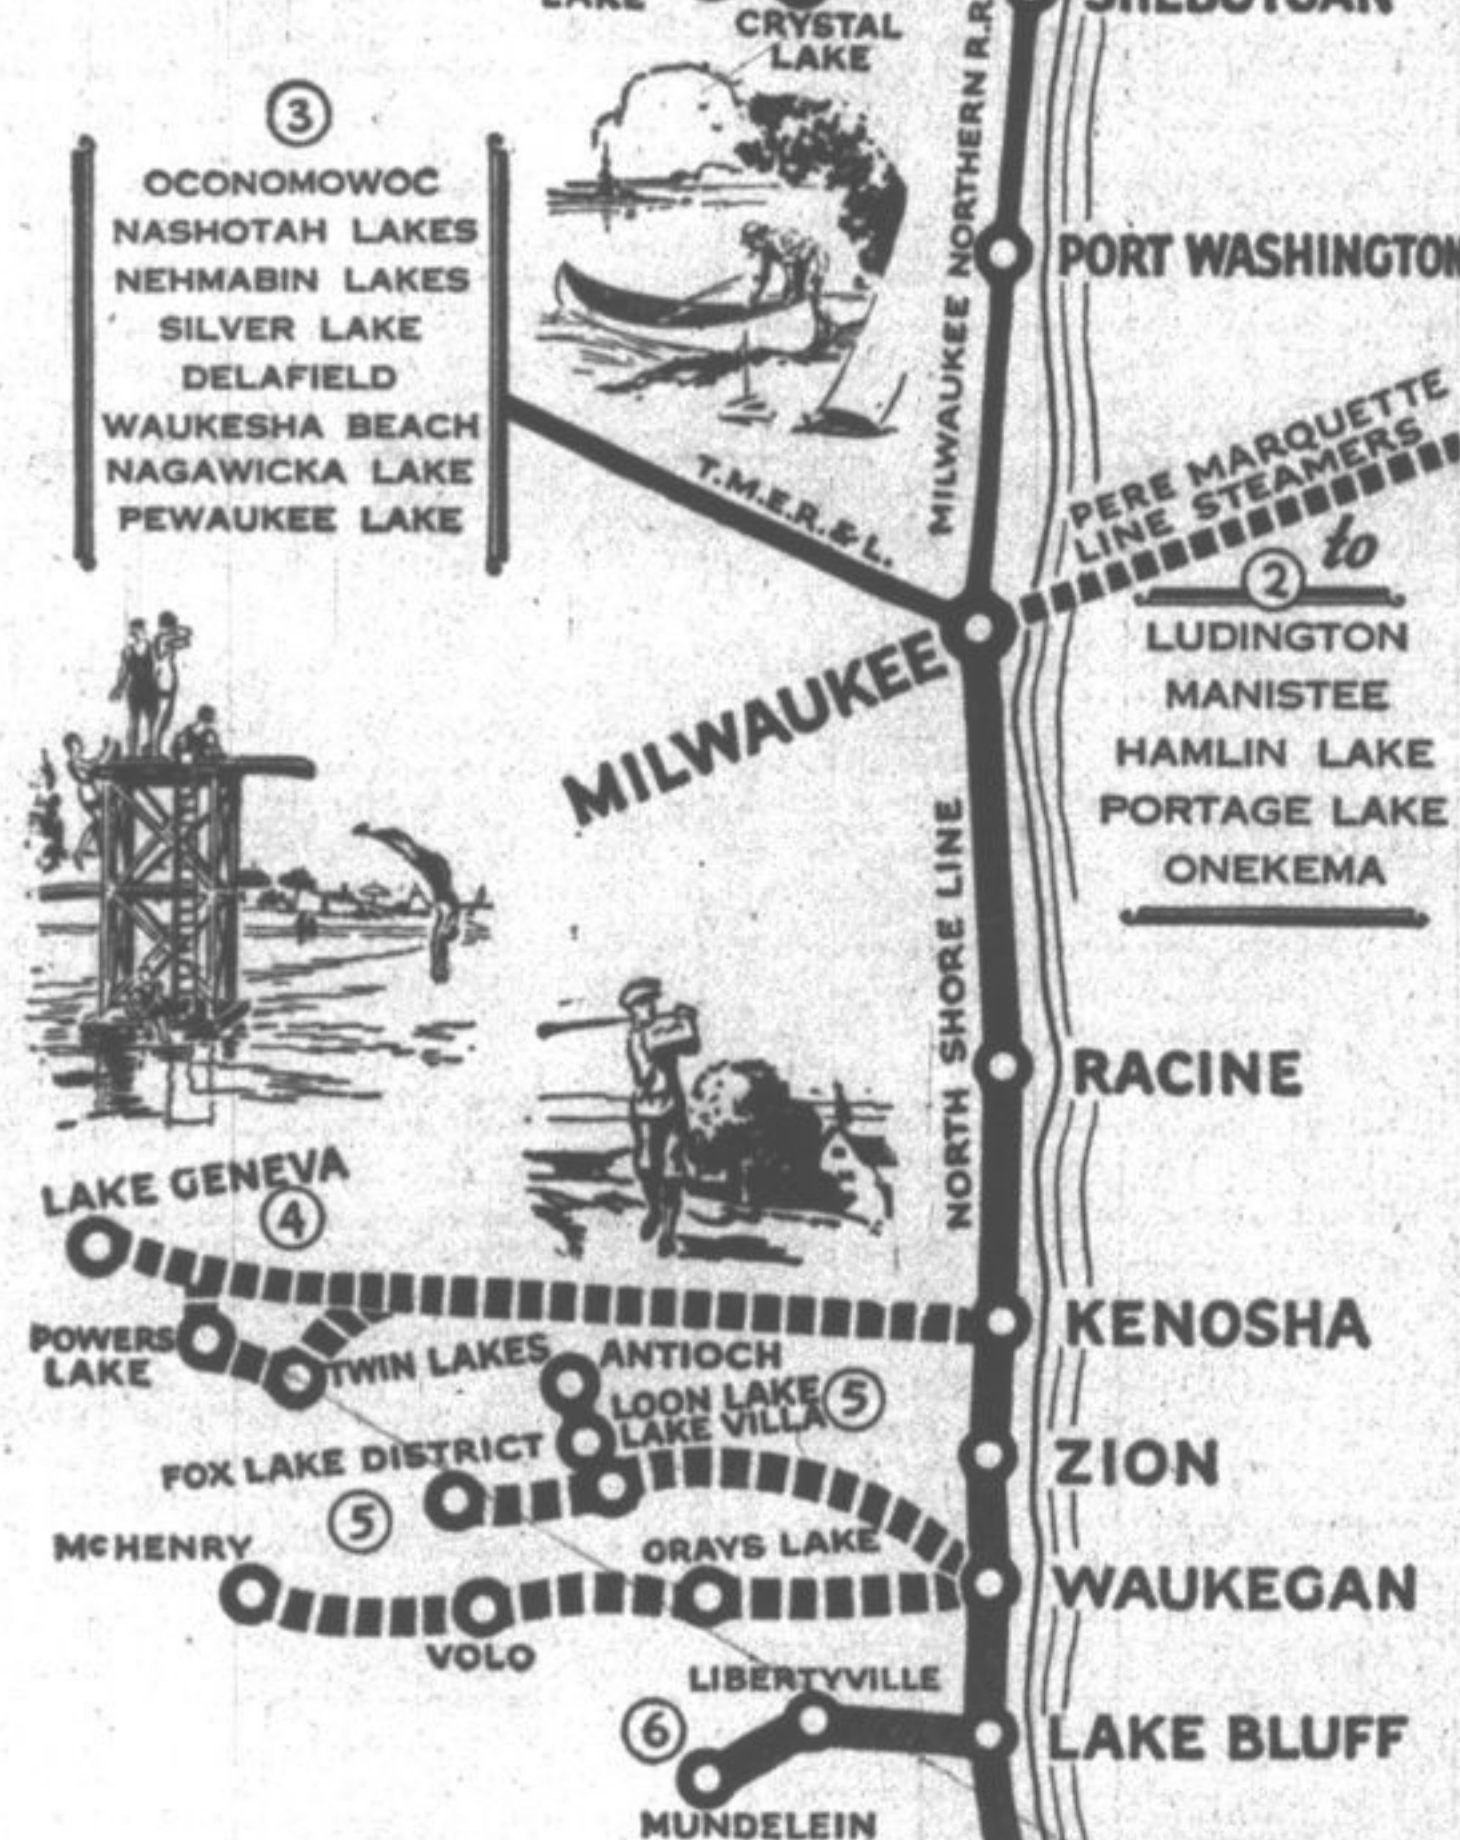 LAKE
CRYSTAL
LAKE
SHEBOYGAN
MILWAUKEE NORTHERN R.R.
3
OCONOMOWOC
NASHOTAH LAKES
NEHMABIN LAKES
SILVER LAKE
DELAFIELD
WAUKESHA BEACH
NAGAWICKA LAKE
PEWAUKEE LAKE
PORT WASHINGTON
T.M.E.R.& L.
PERE MARQUETTE
LINE STEAMERS
to
2
LUDINGTON
MANISTEE
HAMLIN LAKE
PORTAGE LAKE
ONEKEMA
MILWAUKEE
NORTH SHORE LINE
RACINE
LAKE GENEVA
4
KENOSHA
POWERS
LAKE
TWIN LAKES
ANTIOCH
LOON LAKE
LAKE VILLA
5
FOX LAKE DISTRICT
5
ZION
McHENRY
GRAYS LAKE
WAUKEGAN
VOLO
LIBERTYVILLE
6
LAKE BLUFF
MUNDELEIN